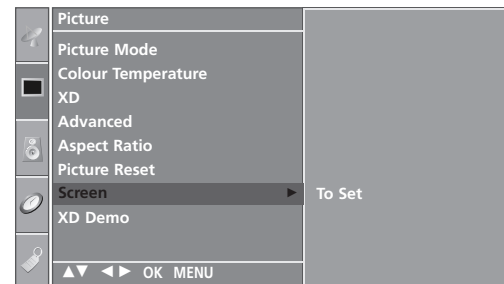 Picture
Picture Mode
Colour Temperature
XD
Advanced
Aspect Ratio
Picture Reset
Screen ► To Set
XD Demo
▲▼ ◄► OK MENU